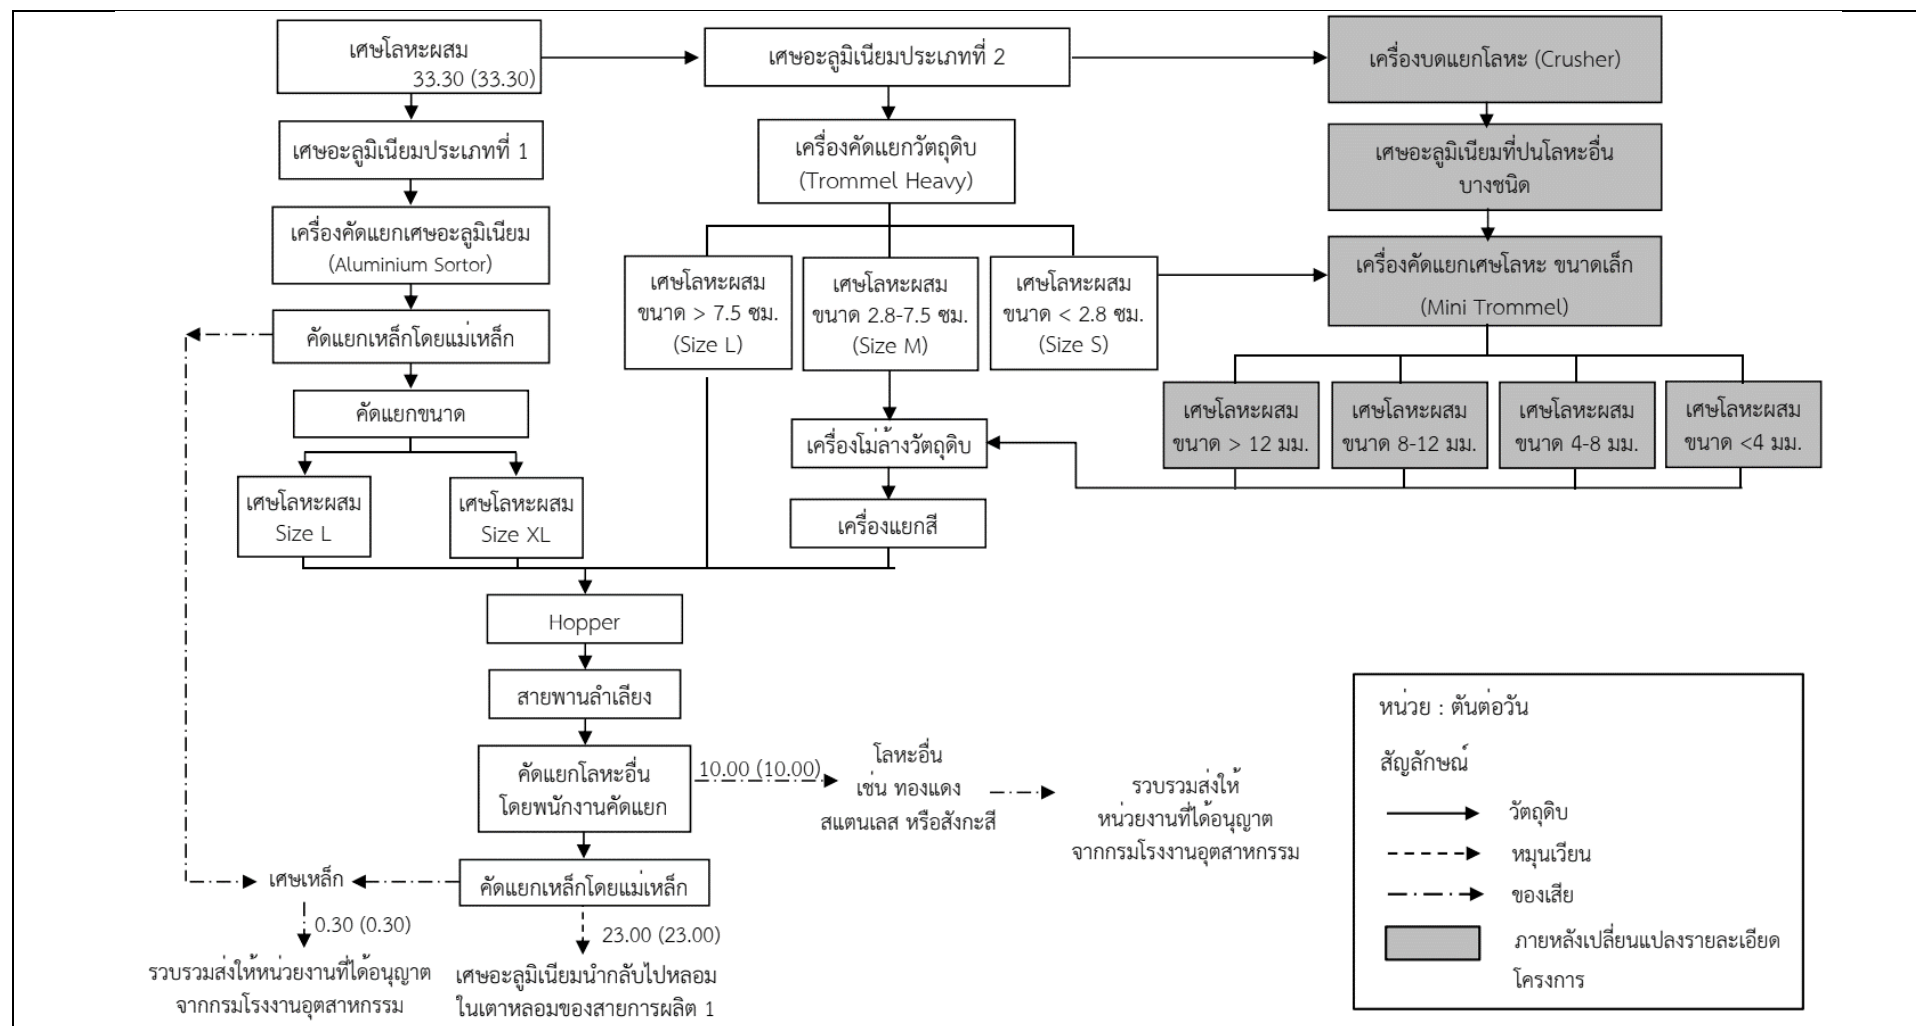 เศษโลหะผสม
33.30 (33.30)
เศษอะลูมิเนียมประเภทที่ 2
เครื่องบดแยกโลหะ (Crusher)
เศษอะลูมิเนียมประเภทที่ 1
เครื่องคัดแยกวัตถุดิบ
(Trommel Heavy)
เศษอะลูมิเนียมที่ปนโลหะอื่น
บางชนิด
เครื่องคัดแยกเศษอะลูมิเนียม
(Aluminium Sortor)
เศษโลหะผสม
ขนาด > 7.5 ซม.
(Size L)
เศษโลหะผสม
ขนาด 2.8-7.5 ซม.
(Size M)
เศษโลหะผสม
ขนาด < 2.8 ซม.
(Size S)
เครื่องคัดแยกเศษโลหะ ขนาดเล็ก
(Mini Trommel)
คัดแยกเหล็กโดยแม่เหล็ก
คัดแยกขนาด
เครื่องโม่ล้างวัตถุดิบ
เศษโลหะผสม
ขนาด > 12 มม.
เศษโลหะผสม
ขนาด 8-12 มม.
เศษโลหะผสม
ขนาด 4-8 มม.
เศษโลหะผสม
ขนาด <4 มม.
เศษโลหะผสม
Size L
เศษโลหะผสม
Size XL
เครื่องแยกสี
Hopper
สายพานลำเลียง
คัดแยกโลหะอื่น
โดยพนักงานคัดแยก
10.00 (10.00)
โลหะอื่น
เช่น ทองแดง
สแตนเลส หรือสังกะสี
รวบรวมส่งให้
หน่วยงานที่ได้อนุญาต
จากกรมโรงงานอุตสาหกรรม
เศษเหล็ก
คัดแยกเหล็กโดยแม่เหล็ก
0.30 (0.30)
23.00 (23.00)
รวบรวมส่งให้หน่วยงานที่ได้อนุญาต
จากกรมโรงงานอุตสาหกรรม
เศษอะลูมิเนียมนำกลับไปหลอม
ในเตาหลอมของสายการผลิต 1
หน่วย : ตันต่อวัน
สัญลักษณ์
วัตถุดิบ
หมุนเวียน
ของเสีย
ภายหลังเปลี่ยนแปลงรายละเอียด
โครงการ